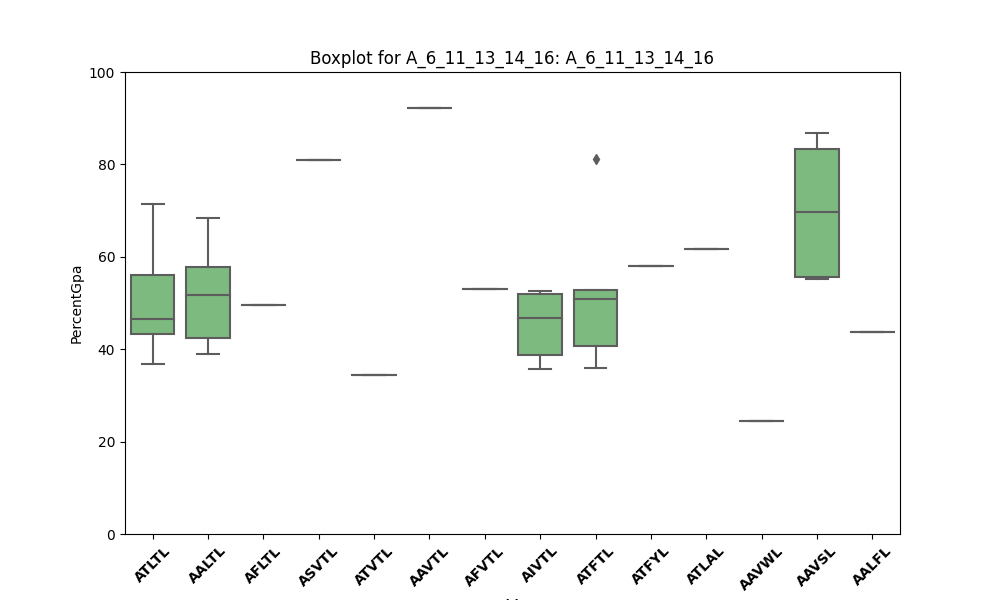 Boxplot for A_6_11_13_14_16: A_6_11_13_14_16
100
80
60
40
20
0
PercentGpa
ATLTL
AALTL
AFLTL
ASVTL
ATVTL
AAVTL
AFVTL
AIVTL
ATFTL
ATFYL
ATLAL
AAVWL
AAVSL
AALFL